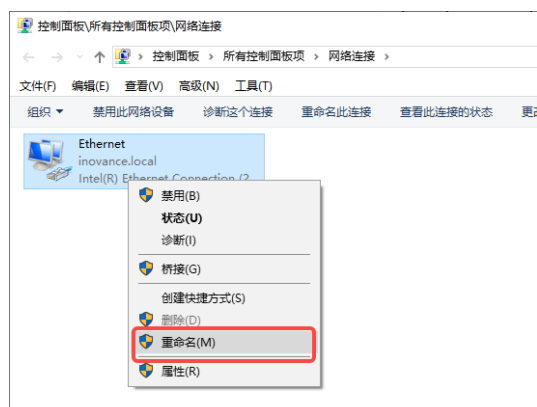 控制面板\所有控制面板项\网络连接
控制面板 › 所有控制面板项 › 网络连接 ›
文件(F) 编辑(E) 查看(V) 高级(N) 工具(T)
组织 禁用此网络设备 诊断这个连接 重命名此连接 查看此连接的状态
Ethernet
inovance.local
Intel(R) Ethernet Connection (2...
禁用(B)
状态(U)
诊断(I)
桥接(G)
创建快捷方式(S)
删除(D)
重命名(M)
属性(R)